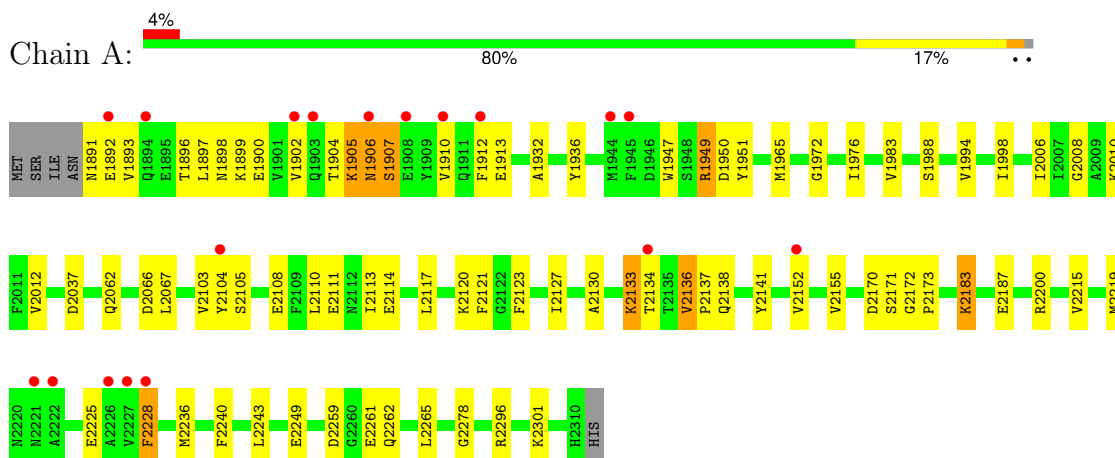 4%
Chain A:
80% 17% • •
MET SER ILE ASN N1891 E1892 V1893 Q1894 E1895 T1896 L1897 N1898 K1899 E1900 V1901 V1902 Q1903 T1904 K1905 N1906 S1907 E1908 Y1909 V1910 Q1911 F1912 E1913 A1932 Y1936 M1944 F1945 D1946 W1947 S1948 R1949 D1950 Y1951 M1965 G1972 I1976 V1983 S1988 V1994 I1998 I2006 I2007 G2008 A2009 K2010
F2011 V2012 D2037 Q2062 D2066 L2067 V2103 Y2104 S2105 E2108 F2109 L2110 E2111 N2112 I2113 E2114 L2117 K2120 F2121 G2122 F2123 I2127 A2130 K2133 T2134 T2135 V2136 P2137 Q2138 Y2141 V2152 V2155 D2170 S2171 G2172 P2173 K2183 E2187 R2200 V2215 M2219
N2220 N2221 A2222 E2225 A2226 V2227 F2228 M2236 F2240 L2243 E2249 D2259 G2260 E2261 Q2262 L2265 G2278 R2296 K2301 H2310 HIS